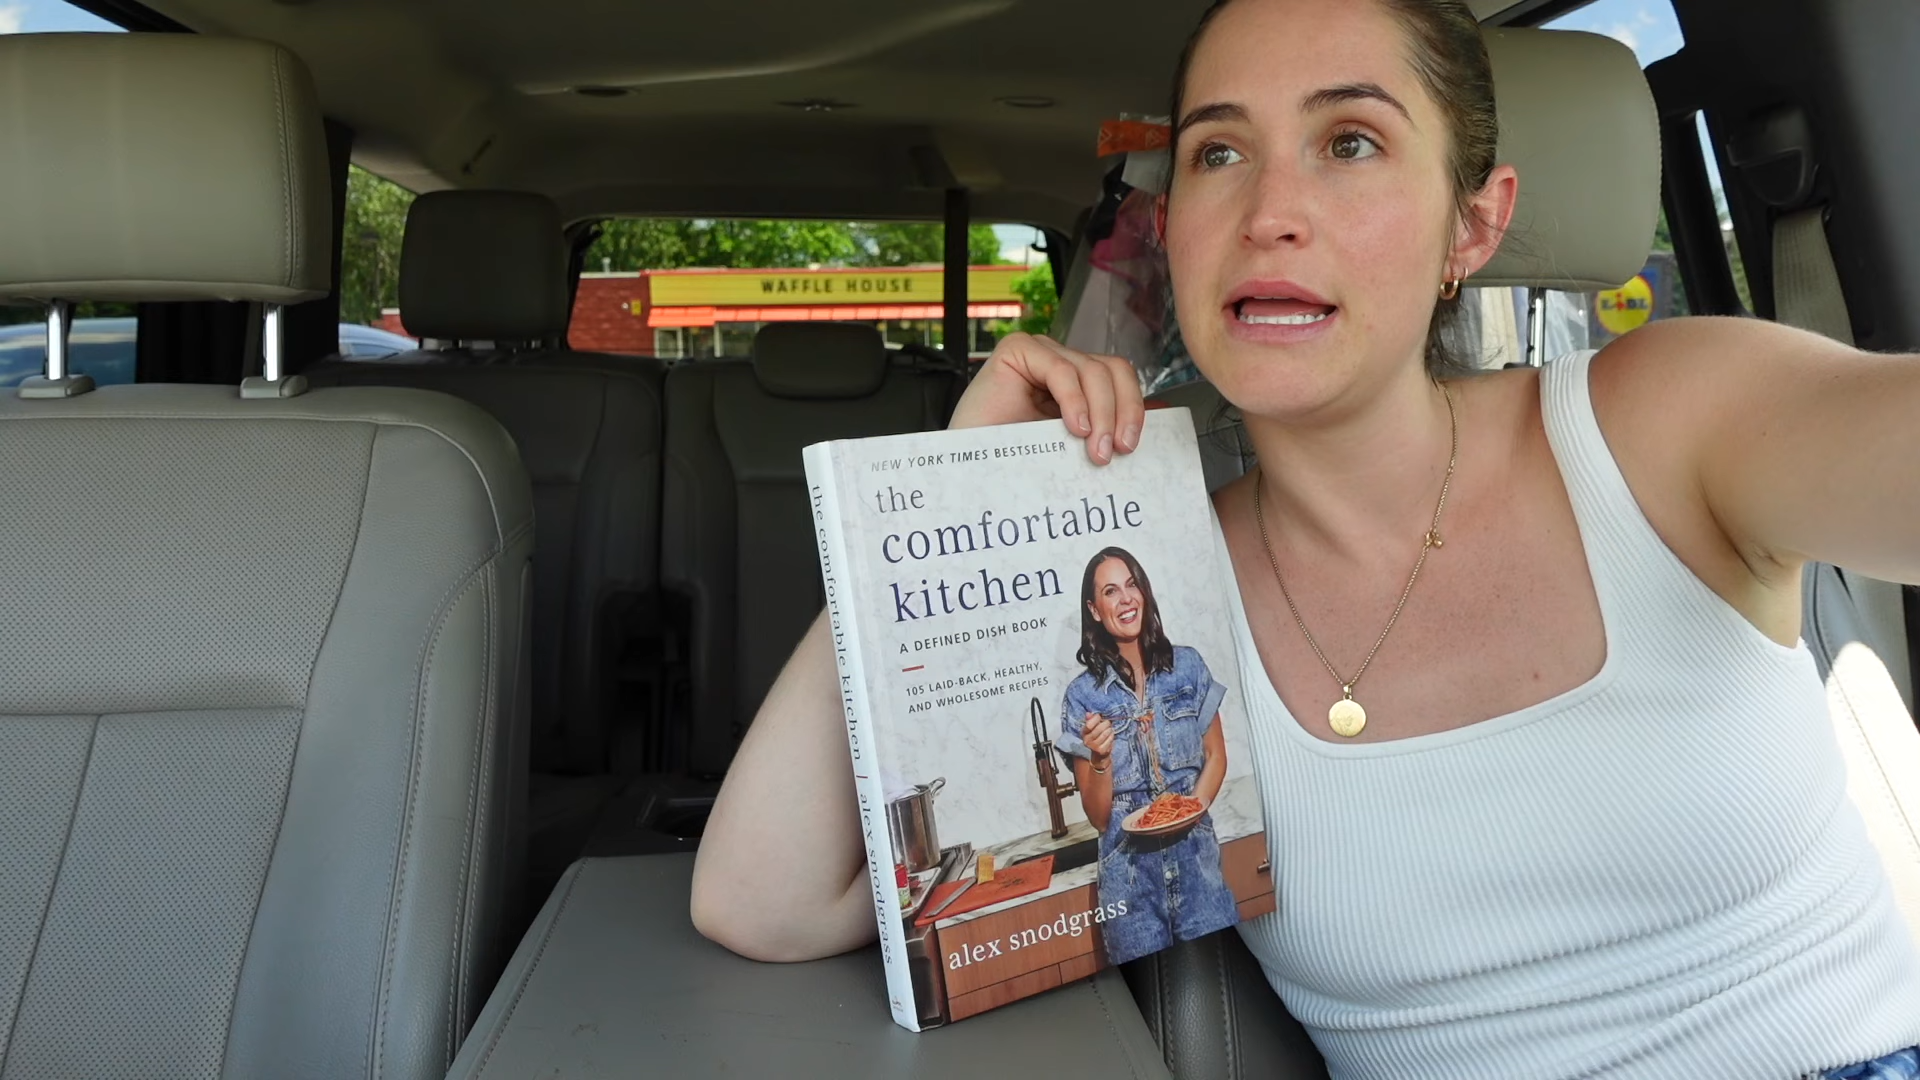 WAFFLE HOUSE
LIDL
NEW YORK TIMES BESTSELLER
the
comfortable
kitchen
A DEFINED DISH BOOK
105 LAID-BACK, HEALTHY,
AND WHOLESOME RECIPES
alex snodgrass
the comfortable kitchen | alex snodgrass